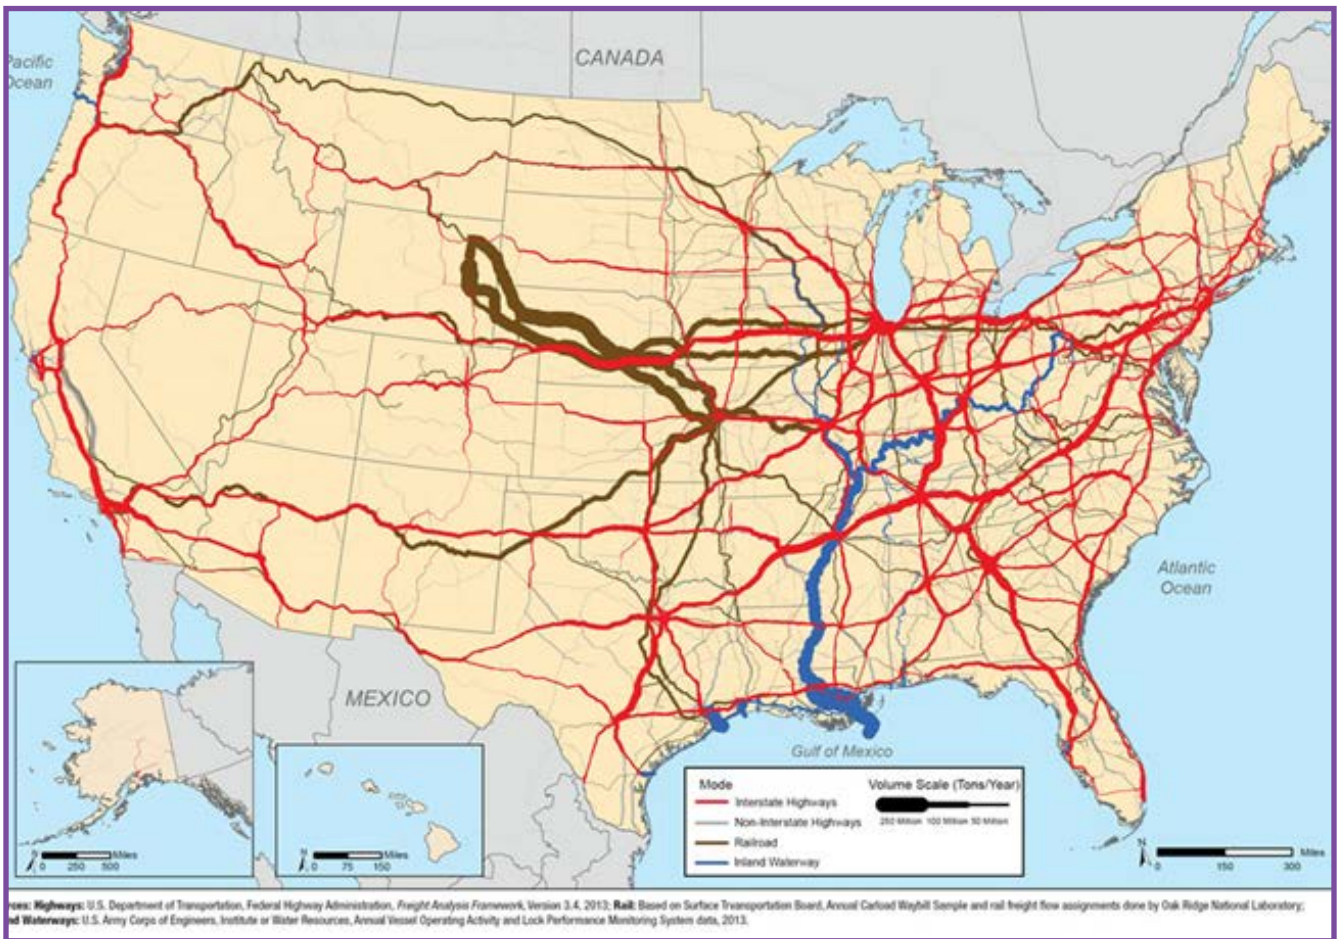 CANADA
Pacific
Ocean
Atlantic
Ocean
MEXICO
Gulf of Mexico
Mode
Interstate Highways
Non-Interstate Highways
Railroad
Inland Waterway
Volume Scale (Tons/Year)
250 Million 100 Million 50 Million
N
0 250 500 Miles
N
0 75 150 Miles
N
0 150 300 Miles
rces: Highways: U.S. Department of Transportation, Federal Highway Administration, Freight Analysis Framework, Version 3.4, 2013; Rail: Based on Surface Trvansportation Board, Annual Carload Waybill Sample and rail freight flow assignments done by Oak Ridge National Laborstory;
nd Waterways: U.S. Army Corps of Engineers, Institute or Water Resources, Annual Vessel Operating Activity and Lock Performance Monitoring System data, 2013.